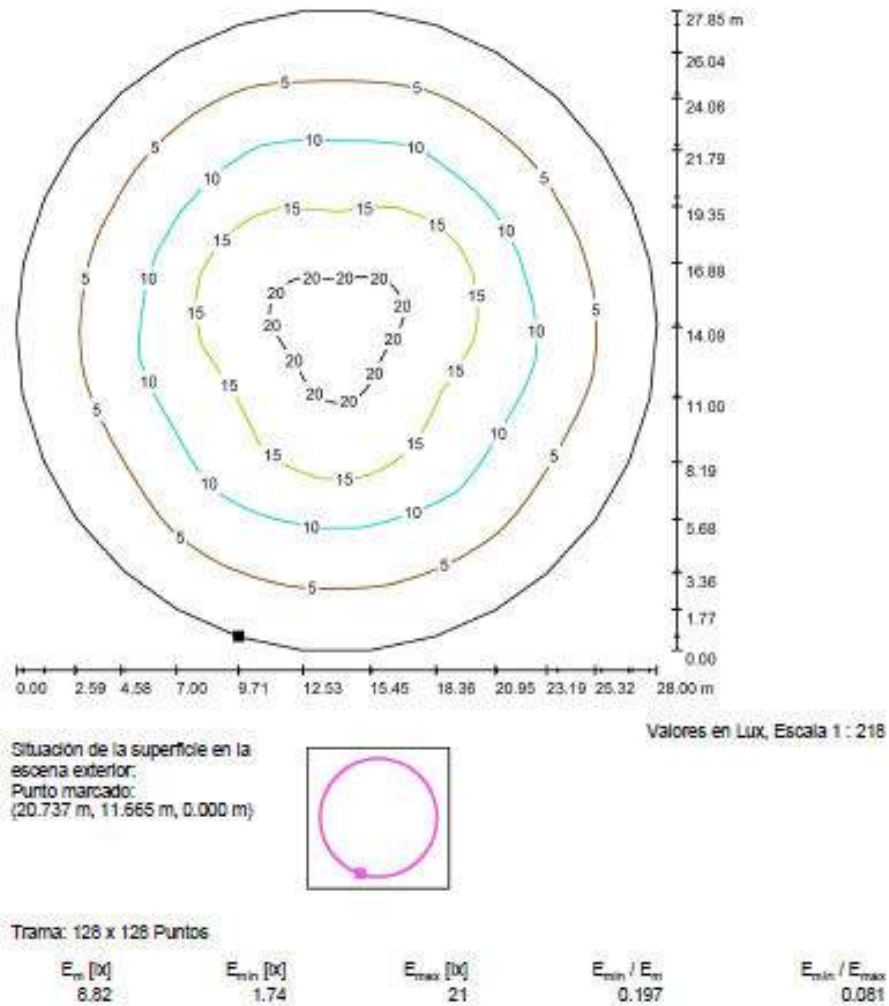 27.85 m
26.04
5 5
24.06
10 10
5
21.79
10 5
15 15
19.35
15 15 10
16.88
5 10 20 20 20
20 20 15
15 5
14.09
20 20 10
20 20
15 15
10 20
15 20 20
11.00
5 10
15 15
8.19
5
15
10
10 10
5.68
5
3.36
5
5
1.77
0.00
0.00 2.59 4.58 7.00 9.71 12.53 15.45 18.36 20.95 23.19 25.32 28.00 m
Valores en Lux, Escala 1 : 218
Situación de la superficie en la
escena exterior:
Punto marcado:
(20.737 m, 11.665 m, 0.000 m)
Trama: 128 x 128 Puntos
Em [lx] Emin [lx] Emax [lx] Emin / Em Emin / Emax
8.82 1.74 21 0.197 0.081